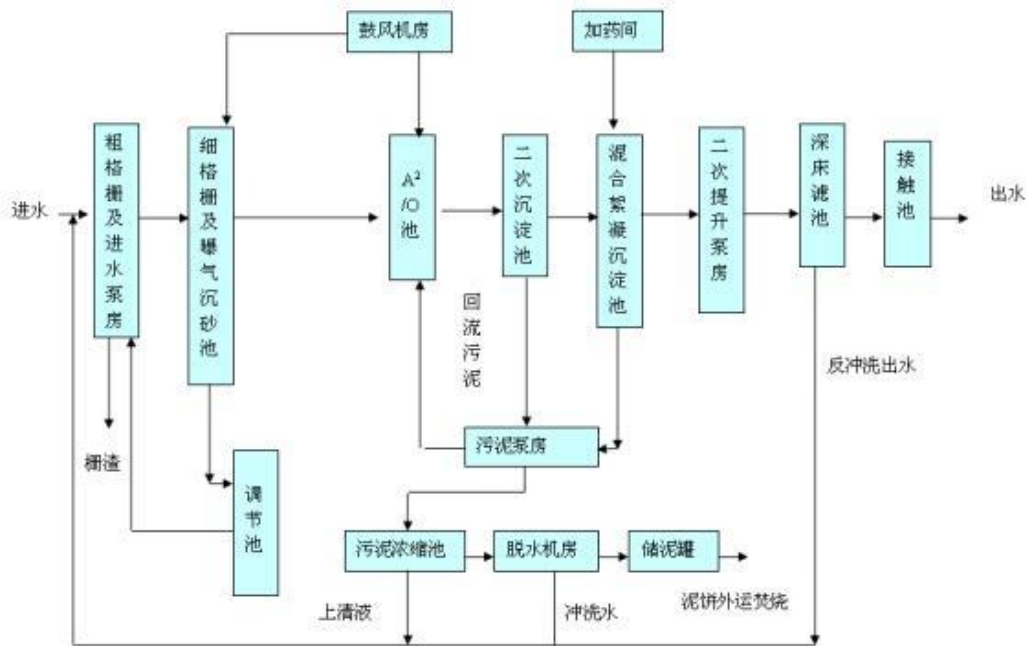 鼓风机房
加药间
进水
粗格栅及进水泵房
细格栅及曝气沉砂池
A²
/O
池
二次沉淀池
混合絮凝沉淀池
二次提升泵房
深床滤池
接触池
出水
回流污泥
反冲洗出水
栅渣
调节池
污泥泵房
污泥浓缩池
脱水机房
储泥罐
上清液
冲洗水
泥饼外运焚烧